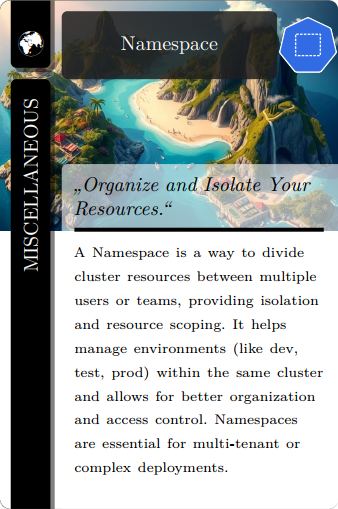 Namespace
MISCELLANEOUS
„Organize and Isolate Your
Resources.“
A Namespace is a way to divide
cluster resources between multiple
users or teams, providing isolation
and resource scoping. It helps
manage environments (like dev,
test, prod) within the same cluster
and allows for better organization
and access control. Namespaces
are essential for multi-tenant or
complex deployments.